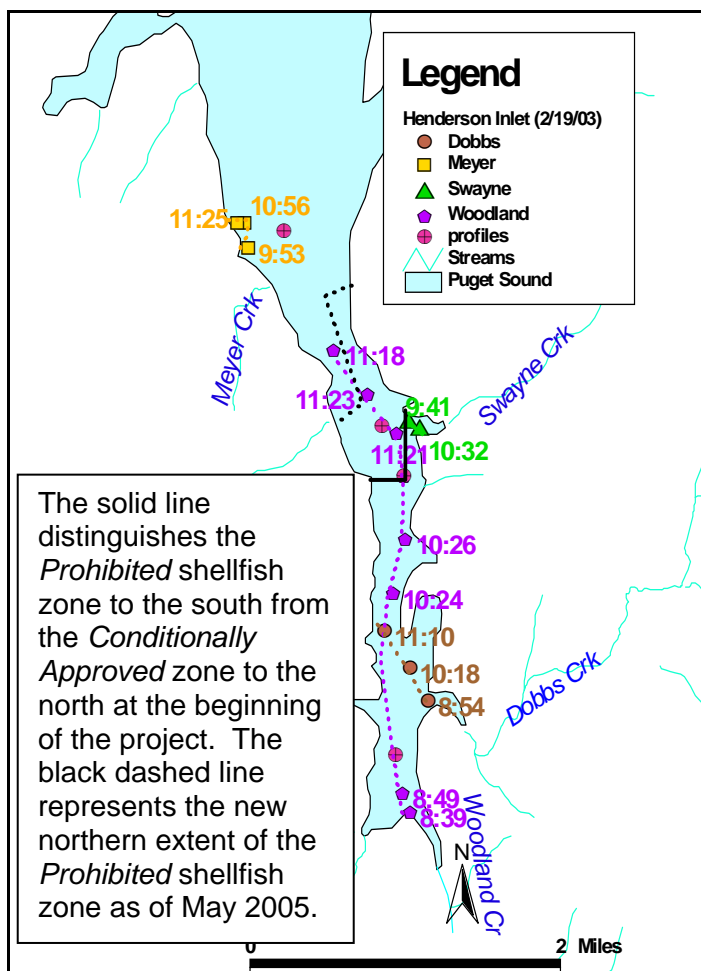 Legend
Henderson Inlet (2/19/03)
Dobbs
Meyer
Swayne
Woodland
profiles
Streams
Puget Sound
10:56
11:25
9:53
Meyer Crk
11:18
Swayne Crk
11:23
9:41
10:32
11:21
10:26
10:24
11:10
10:18
8:54
Dobbs Crk
8:49
8:39
Woodland Cr
N
The solid line
distinguishes the
Prohibited shellfish
zone to the south from
the Conditionally
Approved zone to the
north at the beginning
of the project. The
black dashed line
represents the new
northern extent of the
Prohibited shellfish
zone as of May 2005.
0
2 Miles